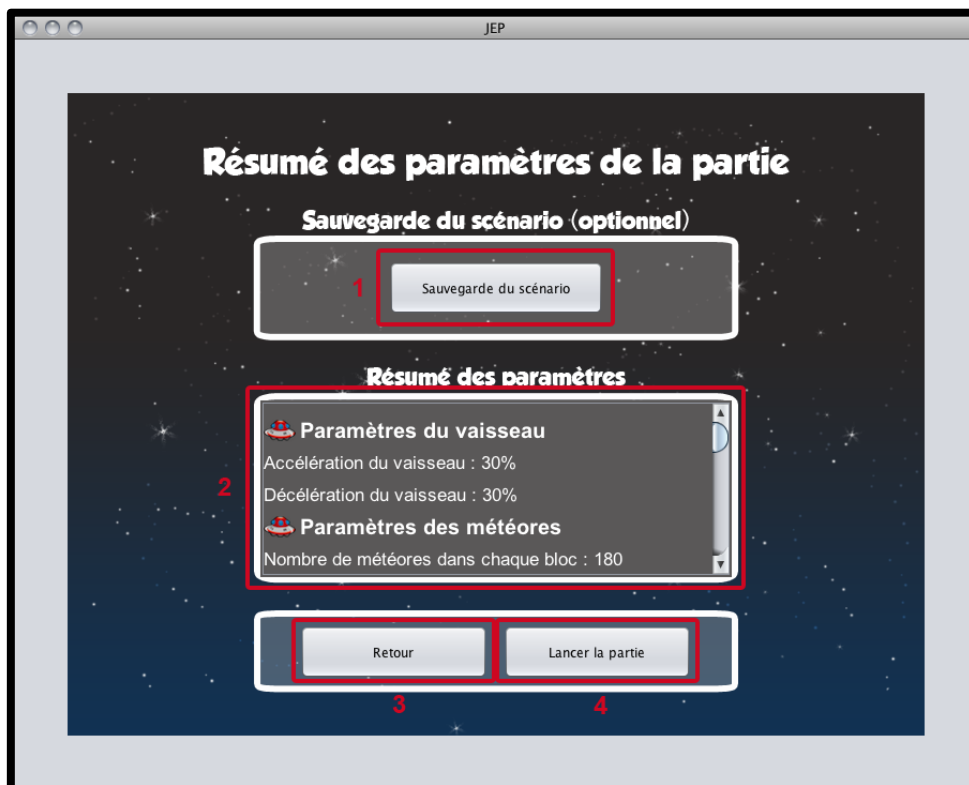 JEP
Résumé des paramètres de la partie
Sauvegarde du scénario (optionnel)
1
Sauvegarde du scénario
Résumé des paramètres
2
Paramètres du vaisseau
Accélération du vaisseau : 30%
Décélération du vaisseau : 30%
Paramètres des météores
Nombre de météores dans chaque bloc : 180
Retour
Lancer la partie
3
4